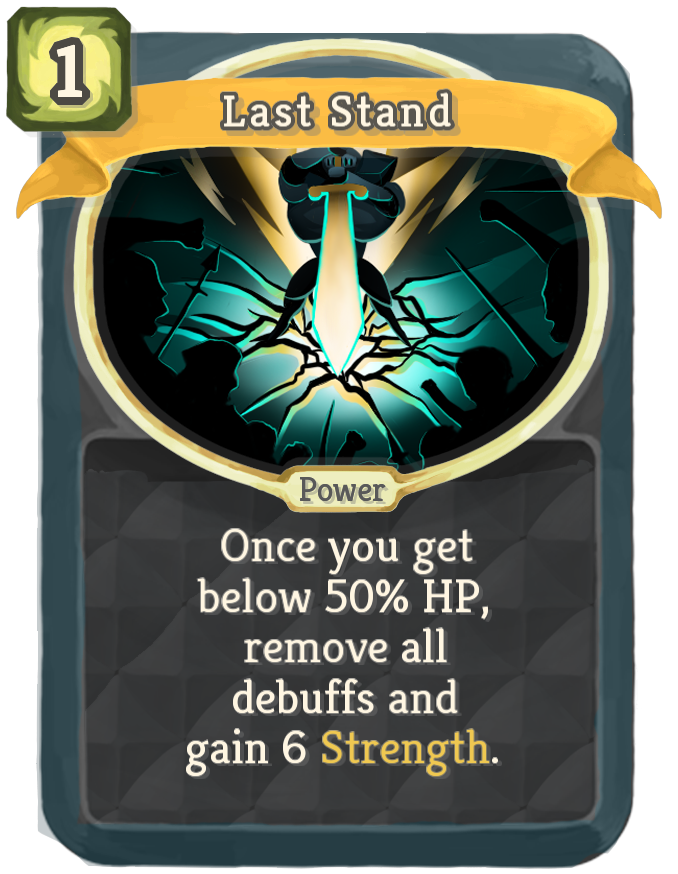 1
Last Stand
Power
Once you get
below 50% HP,
remove all
debuffs and
gain 6 Strength.